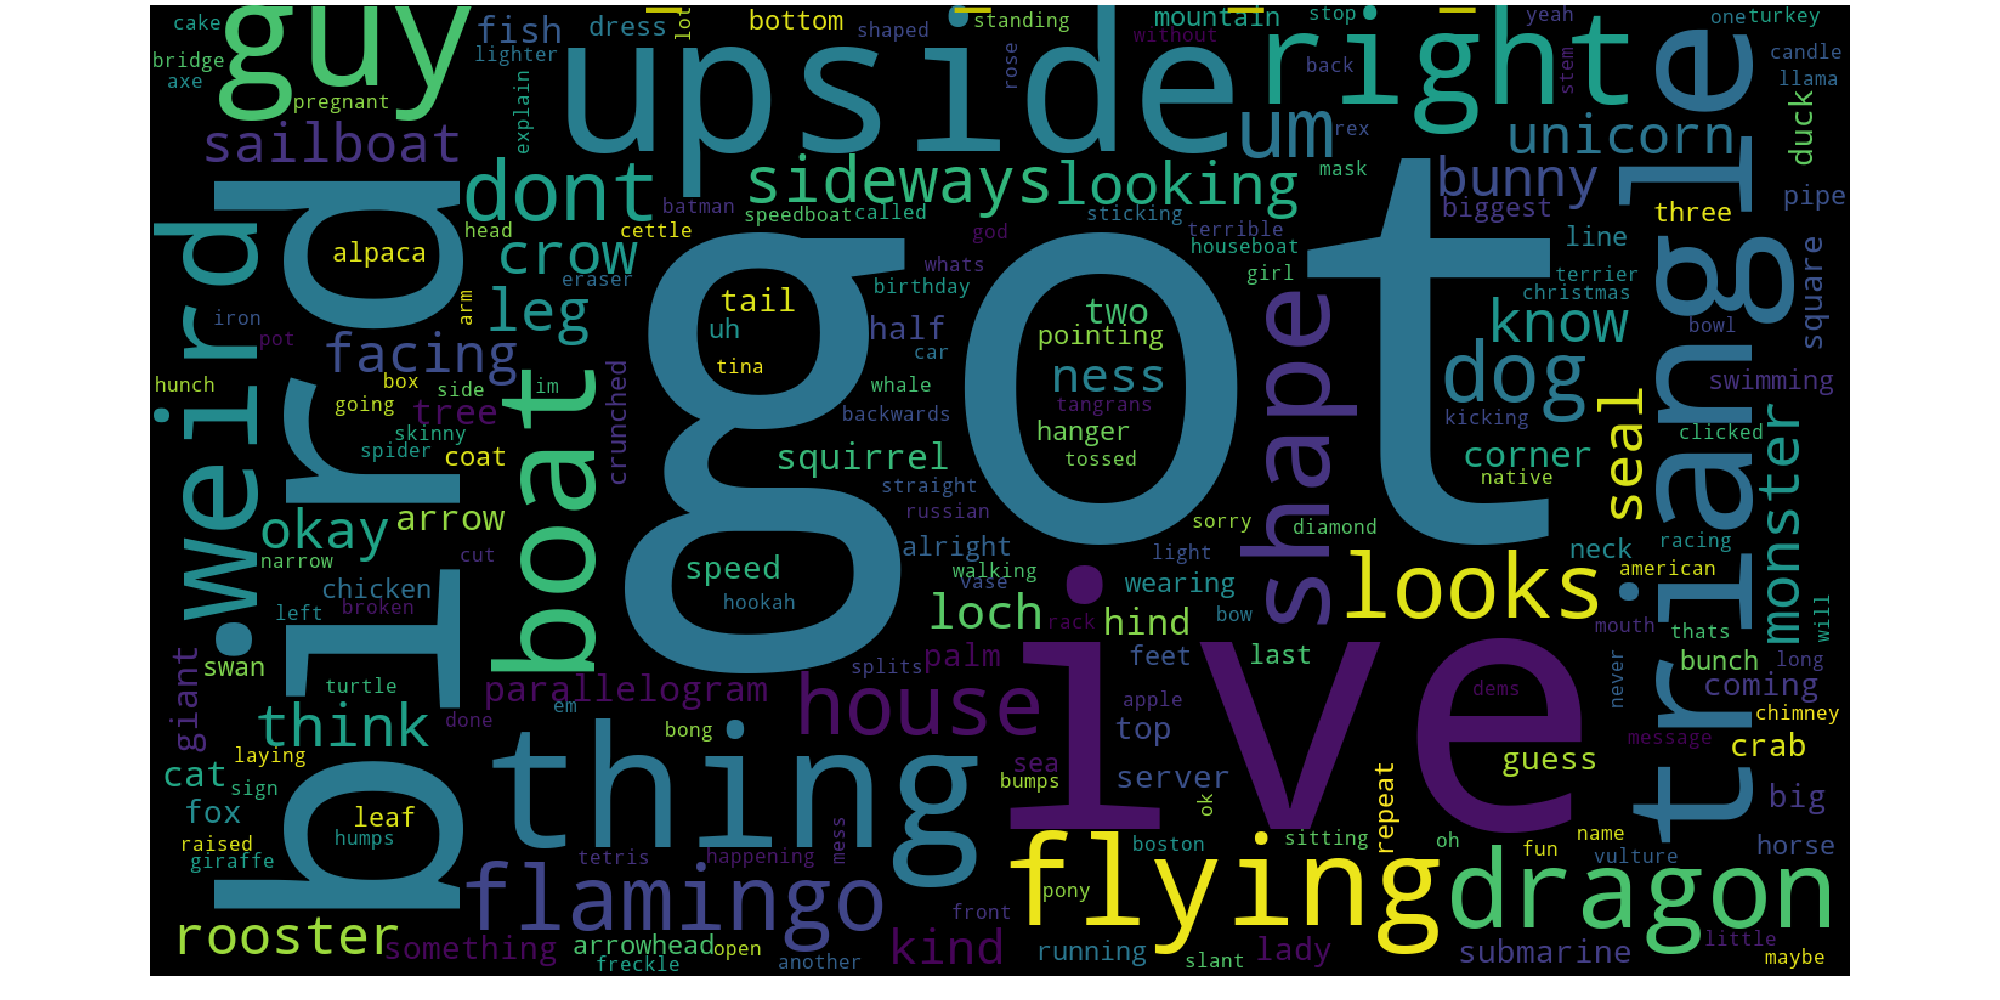 cake
guy
fish
dress
lot
bottom
shaped
standing
mountain
stop
yeah
one
turkey
bridge
lighter
upside
rose
without
right
back
stem
candle
axe
pregnant
explain
llama
sailboat
um
rex
unicorn
duck
dont
sideways
looking
mask
bunny
pipe
weird
bird
batman
speedboat
called
sticking
biggest
three
triangle
head
cettle
god
terrible
alpaca
crow
houseboat
line
square
whats
girl
eraser
birthday
terrier
christmas
arm
leg
tail
got
shape
iron
uh
half
two
know
bowl
pot
facing
pointing
car
tina
ness
dog
hunch
box
side
im
boat
crunched
whale
swimming
going
tree
backwards
tangrans
kicking
seal
monster
skinny
hanger
clicked
spider
coat
squirrel
tossed
corner
native
straight
arrow
russian
sorry
diamond
okay
alright
light
neck
racing
narrow
cut
speed
walking
vase
wearing
looks
american
chicken
hookah
left
broken
loch
hind
rack
bow
mouth
thats
will
giant
swan
splits
palm
feet
last
never
bunch
long
turtle
parallelogram
house
ive
apple
dems
coming
think
done
em
bong
top
chimney
message
laying
thing
sea
guess
crab
cat
sign
bumps
server
repeat
big
fox
leaf
ok
raised
humps
mess
boston
sitting
oh
name
horse
giraffe
tetris
happening
flying
fun
vulture
flamingo
pony
dragon
front
rooster
something
arrowhead
open
kind
running
lady
submarine
little
freckle
another
slant
maybe